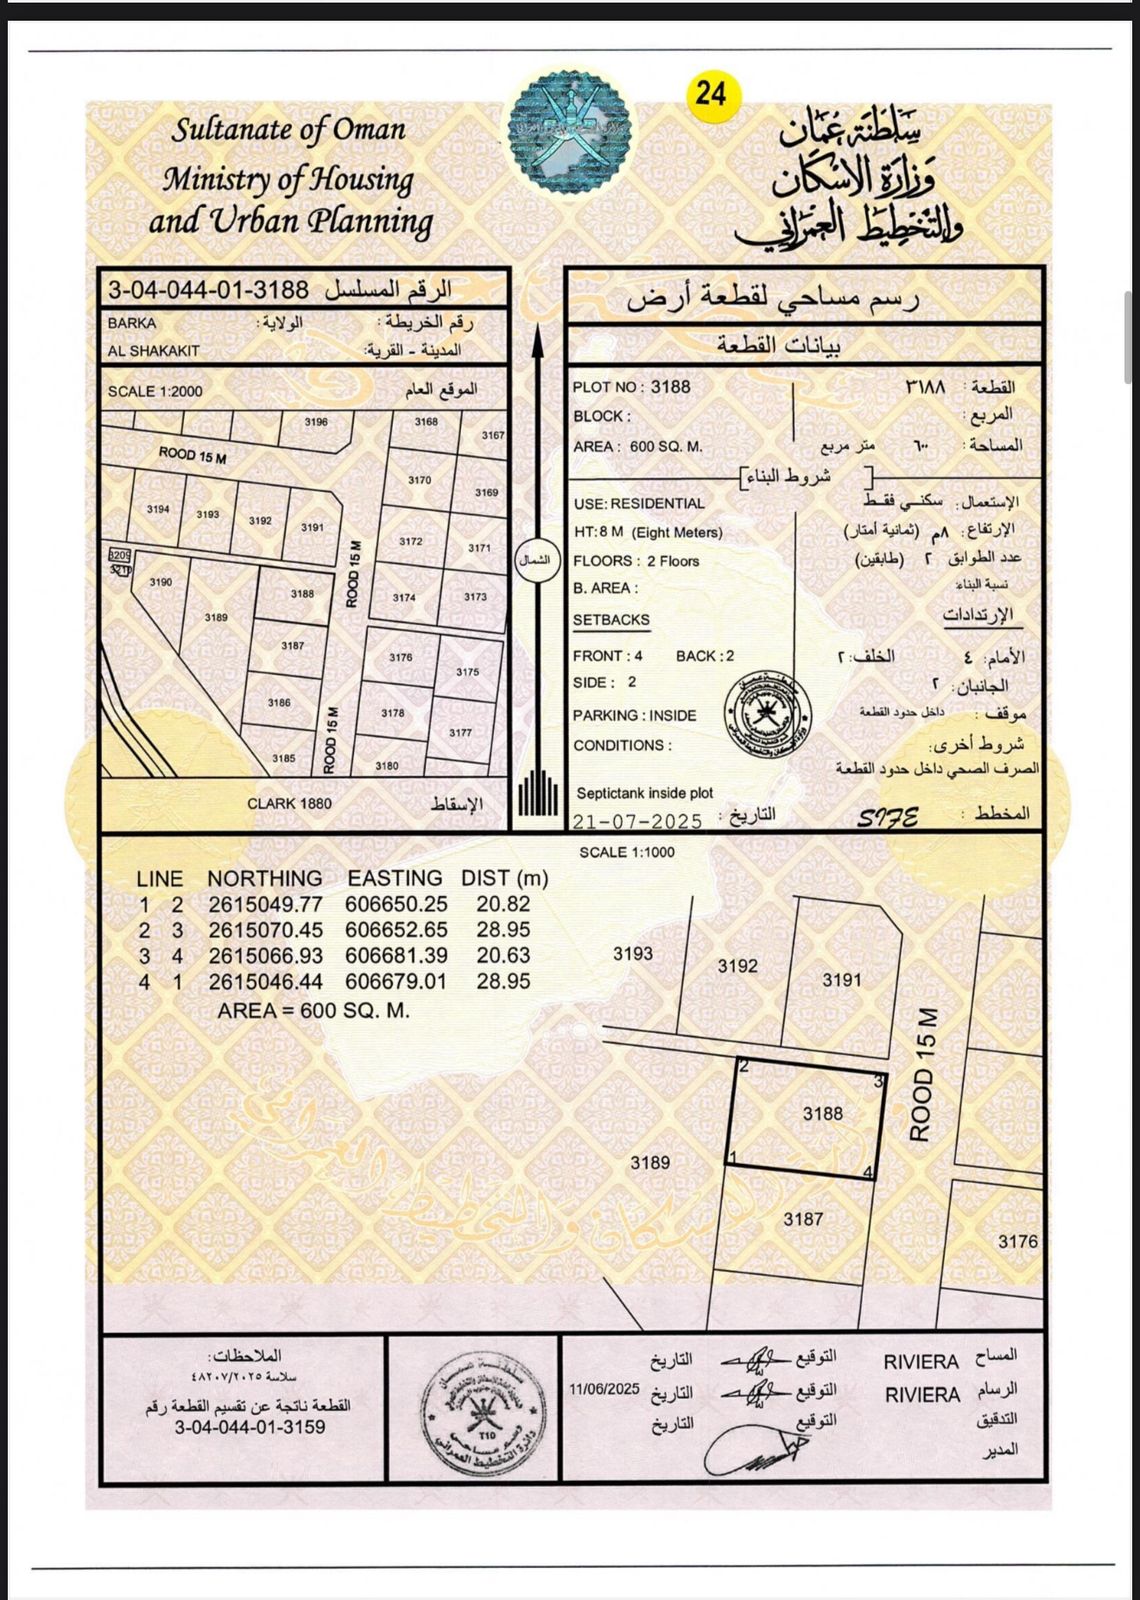 24
Sultanate of Oman
Ministry of Housing
and Urban Planning
سلطنة عمان
وزارة الاسكان
والتخطيط العمراني
3-04-044-01-3188 الرقم المسلسل
BARKA الولاية: رقم الخريطة :
AL SHAKAKIT المدينة - القرية:
SCALE 1:2000 الموقع العام
3196
3168
3167
ROOD 15 M
3170
3169
3194
3193
3192
3191
3172
3171
3209
3210
3190
ROOD 15 M
3188
3174
3173
3189
3187
3176
3175
3186
3178
3177
ROOD 15 M
3185
3180
CLARK 1880 الإسقاط
الشمال
رسم مساحي لقطعة أرض
بيانات القطعة
PLOT NO : 3188 القطعة : ٣١٨٨
BLOCK : المربع :
AREA : 600 SQ. M. المساحة: ٦٠٠ متر مربع
شروط البناء
USE: RESIDENTIAL الإستعمال: سكني فقط
HT: 8 M (Eight Meters) الإرتفاع: ٨م (ثمانية أمتار)
FLOORS : 2 Floors عدد الطوابق ٢ (طابقين)
B. AREA : نسبة البناء:
SETBACKS الإرتدادات
FRONT : 4 BACK : 2 الأمام: ٤ الخلف: ٢
SIDE : 2 الجانبان: ٢
PARKING : INSIDE موقف : داخل حدود القطعة
CONDITIONS : شروط أخرى:
الصرف الصحي داخل حدود القطعة
Septictank inside plot
21-07-2025 التاريخ : المخطط : SIFE
SCALE 1:1000
LINE NORTHING EASTING DIST (m)
1 2 2615049.77 606650.25 20.82
2 3 2615070.45 606652.65 28.95
3 4 2615066.93 606681.39 20.63
4 1 2615046.44 606679.01 28.95
AREA = 600 SQ. M.
3193
3192
3191
ROOD 15 M
2
3
3188
1
4
3189
3187
3176
الملاحظات:
سلاسة ٤٨٢٠٧/٢٠٢٥
القطعة ناتجة عن تقسيم القطعة رقم
3-04-044-01-3159
المساح RIVIERA التوقيع التاريخ
الرسام RIVIERA التوقيع التاريخ 11/06/2025
التدقيق التوقيع التاريخ
المدير